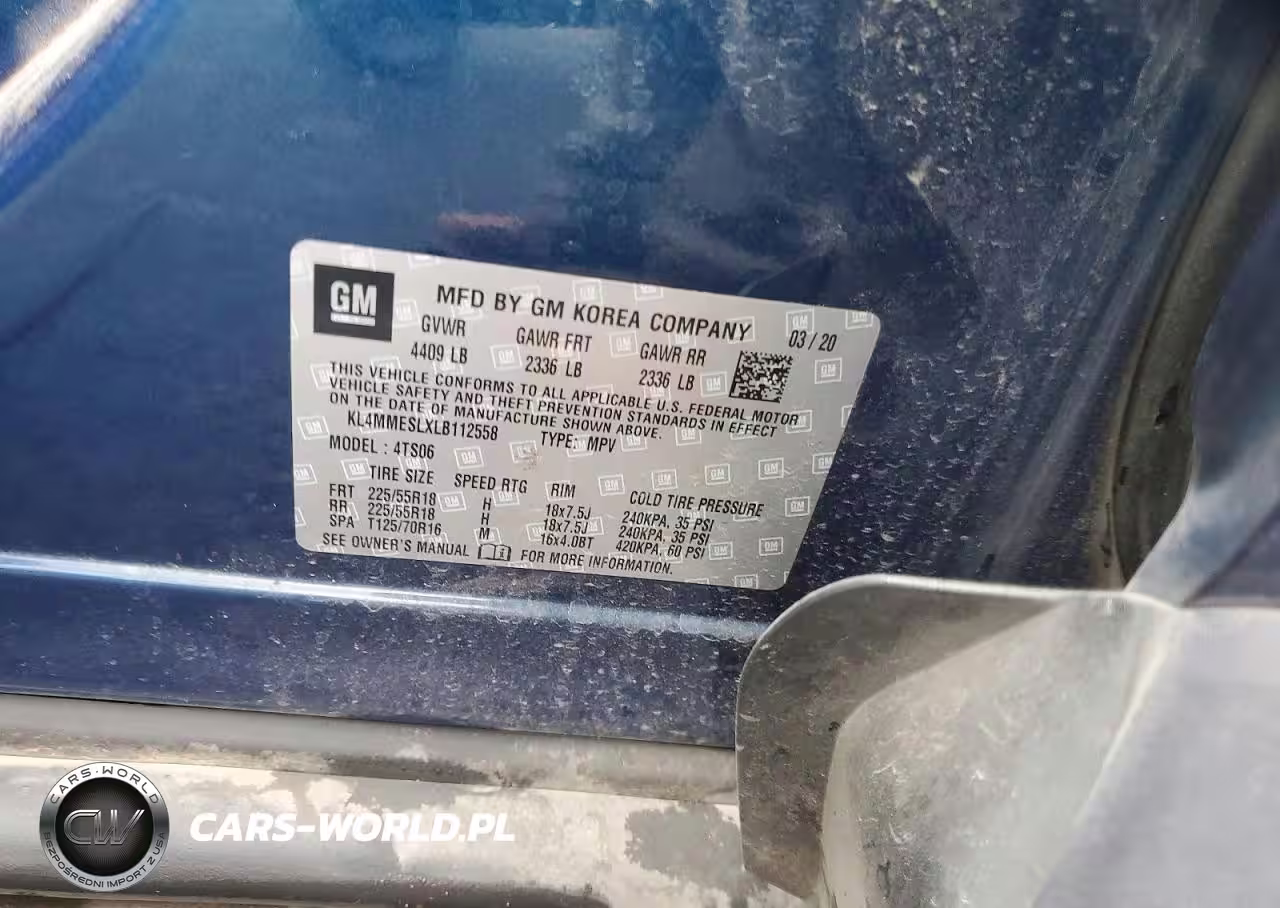 GM
MFD BY GM KOREA COMPANY
03 / 20
GVWR GAWR FRT GAWR RR
4409 LB 2336 LB 2336 LB
THIS VEHICLE CONFORMS TO ALL APPLICABLE U.S. FEDERAL MOTOR
VEHICLE SAFETY AND THEFT PREVENTION STANDARDS IN EFFECT
ON THE DATE OF MANUFACTURE SHOWN ABOVE.
KL4MMESLXLB112558 TYPE: MPV
MODEL : 4TS06
TIRE SIZE SPEED RTG RIM COLD TIRE PRESSURE
FRT 225/55R18 H 18x7.5J 240KPA, 35 PSI
RR 225/55R18 H 18x7.5J 240KPA, 35 PSI
SPA T125/70R16 M 16x4.0BT 420KPA, 60 PSI
SEE OWNER'S MANUAL FOR MORE INFORMATION.
CARS-WORLD
CW
BEZPOŚREDNI IMPORT Z USA
CARS-WORLD.PL